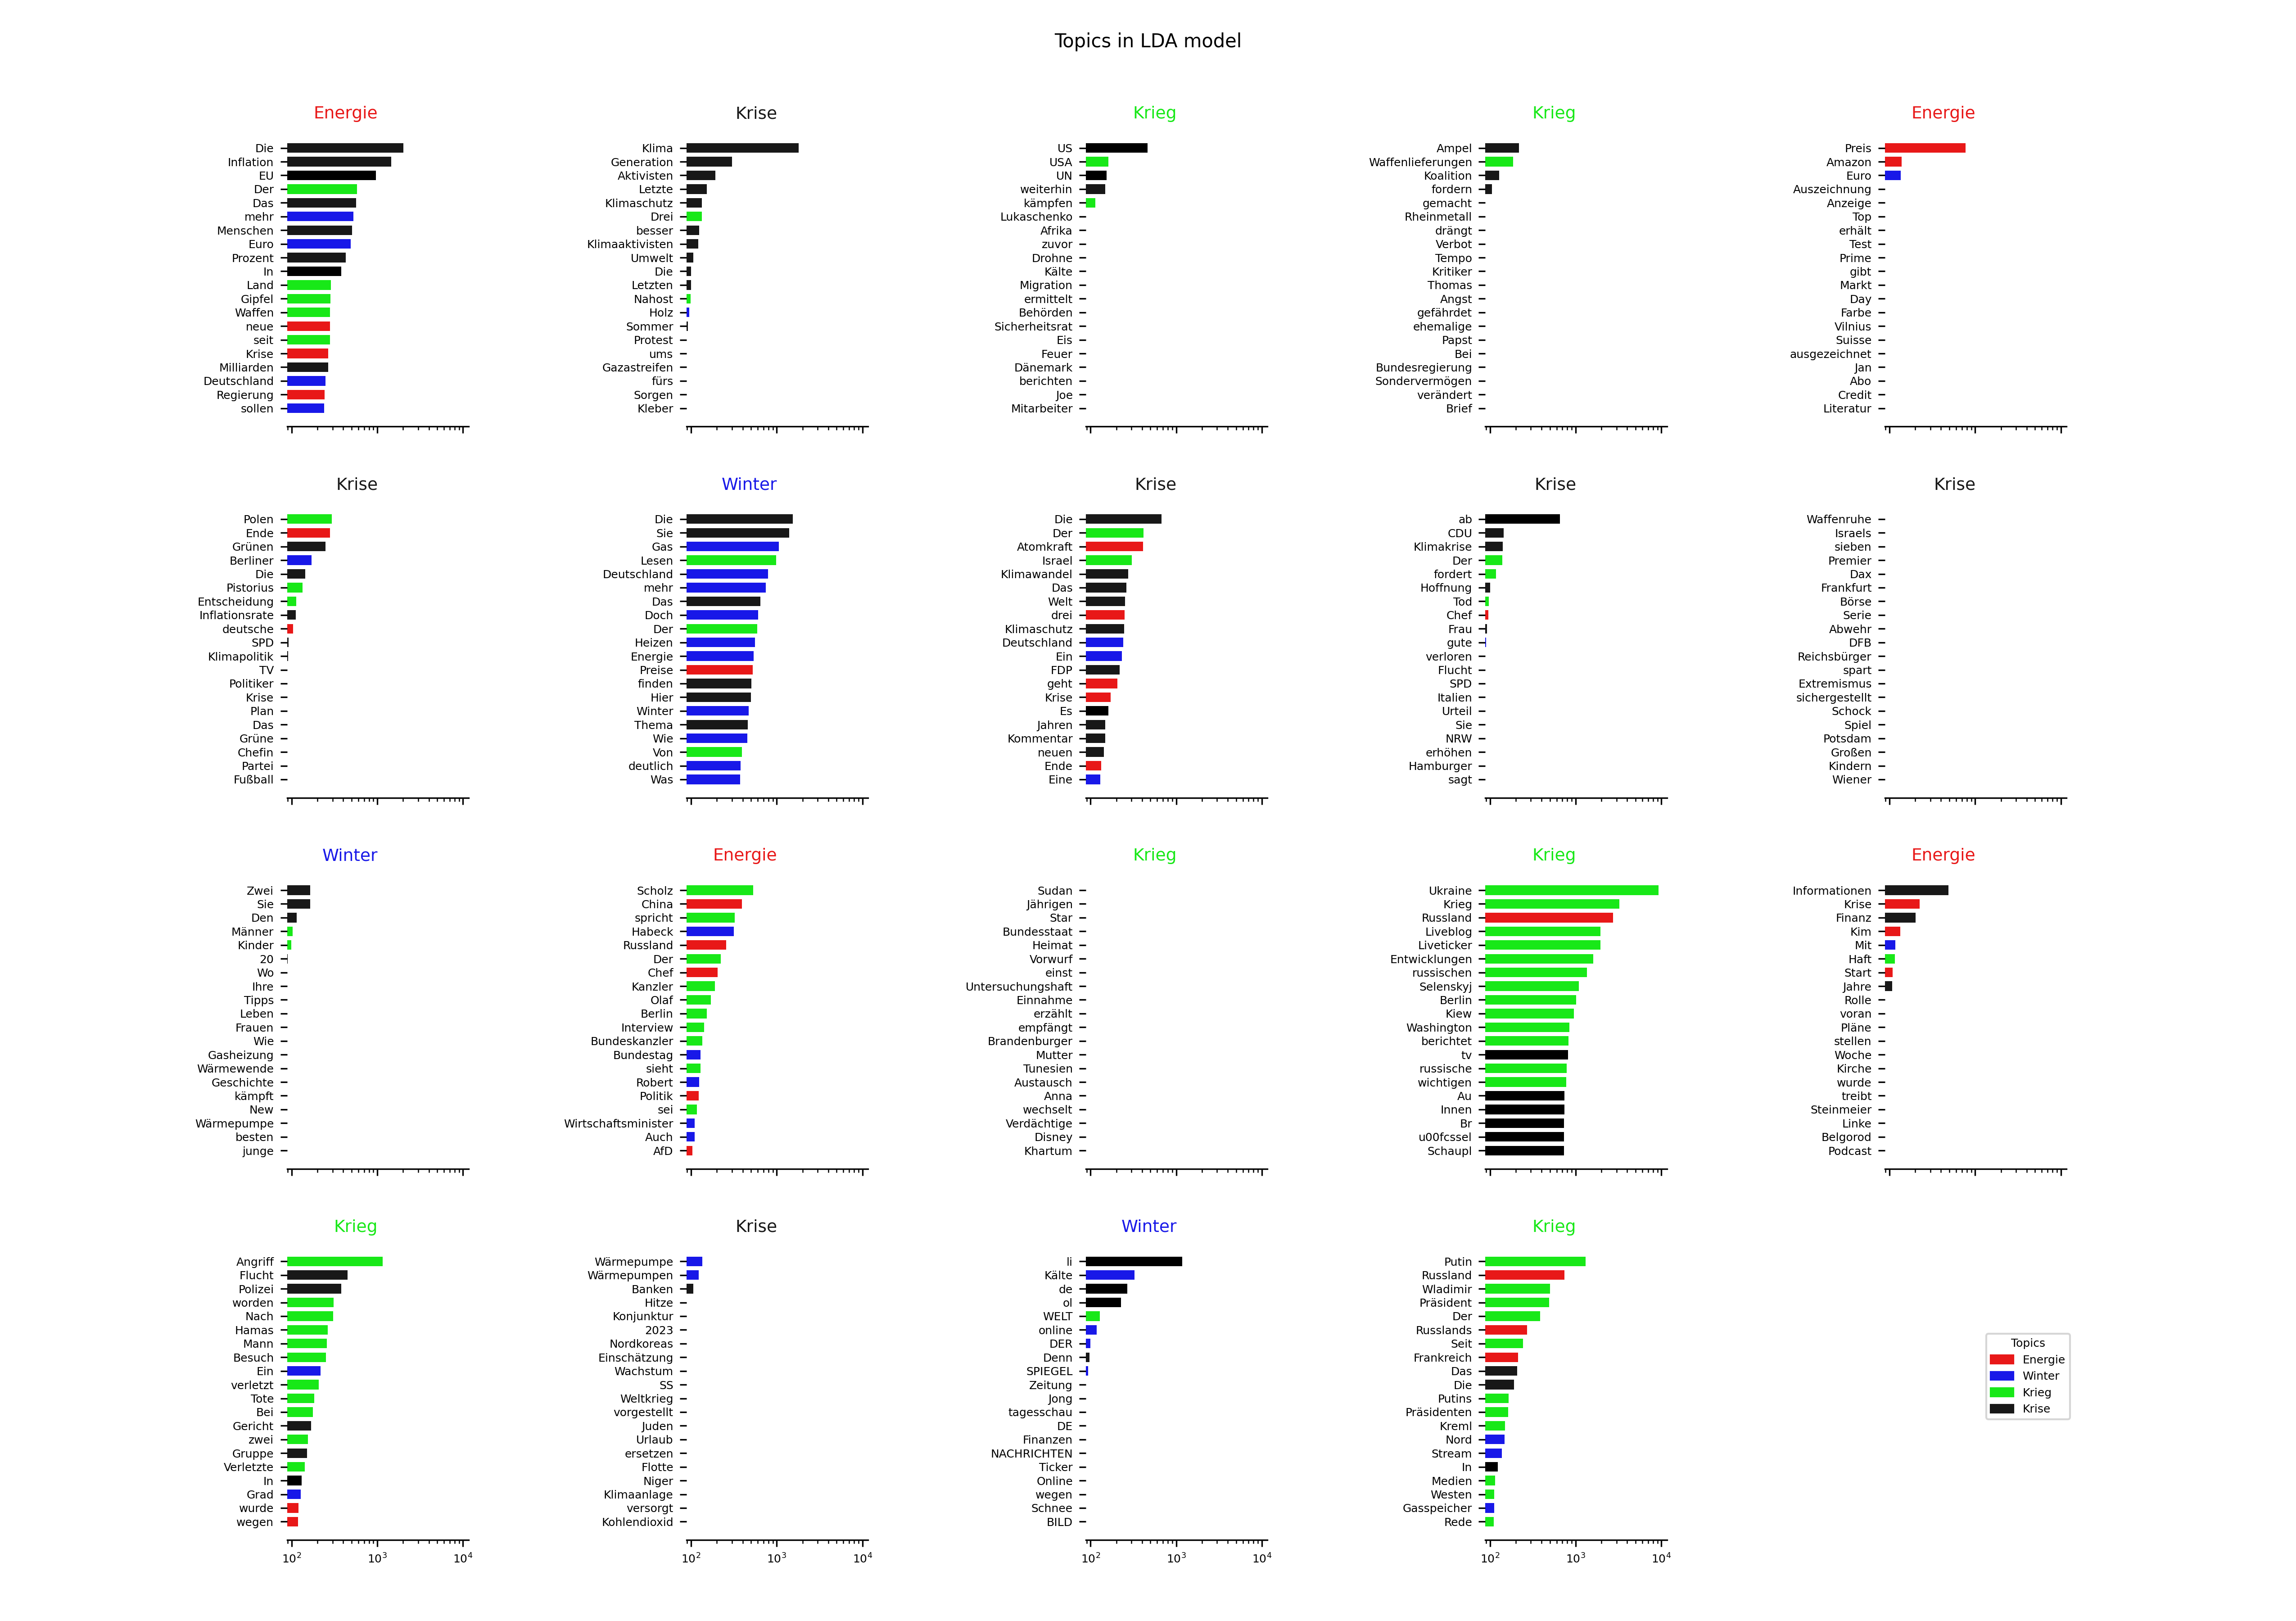 Topics in LDA model
Energie
Die
Inflation
EU
Der
Das
mehr
Menschen
Euro
Prozent
In
Land
Gipfel
Waffen
neue
seit
Krise
Milliarden
Deutschland
Regierung
sollen
Krise
Klima
Generation
Aktivisten
Letzte
Klimaschutz
Drei
besser
Klimaaktivisten
Umwelt
Die
Letzten
Nahost
Holz
Sommer
Protest
ums
Gazastreifen
fürs
Sorgen
Kleber
Krieg
US
USA
UN
weiterhin
kämpfen
Lukaschenko
Afrika
zuvor
Drohne
Kälte
Migration
ermittelt
Behörden
Sicherheitsrat
Eis
Feuer
Dänemark
berichten
Joe
Mitarbeiter
Krieg
Ampel
Waffenlieferungen
Koalition
fordern
gemacht
Rheinmetall
drängt
Verbot
Tempo
Kritiker
Thomas
Angst
gefährdet
ehemalige
Papst
Bei
Bundesregierung
Sondervermögen
verändert
Brief
Energie
Preis
Amazon
Euro
Auszeichnung
Anzeige
Top
erhält
Test
Prime
gibt
Markt
Day
Farbe
Vilnius
Suisse
ausgezeichnet
Jan
Abo
Credit
Literatur
Krise
Polen
Ende
Grünen
Berliner
Die
Pistorius
Entscheidung
Inflationsrate
deutsche
SPD
Klimapolitik
TV
Politiker
Krise
Plan
Das
Grüne
Chefin
Partei
Fußball
Winter
Die
Sie
Gas
Lesen
Deutschland
mehr
Das
Doch
Der
Heizen
Energie
Preise
finden
Hier
Winter
Thema
Wie
Von
deutlich
Was
Krise
Die
Der
Atomkraft
Israel
Klimawandel
Das
Welt
drei
Klimaschutz
Deutschland
Ein
FDP
geht
Krise
Es
Jahren
Kommentar
neuen
Ende
Eine
Krise
ab
CDU
Klimakrise
Der
fordert
Hoffnung
Tod
Chef
Frau
gute
verloren
Flucht
SPD
Italien
Urteil
Sie
NRW
erhöhen
Hamburger
sagt
Krise
Waffenruhe
Israels
sieben
Premier
Dax
Frankfurt
Börse
Serie
Abwehr
DFB
Reichsbürger
spart
Extremismus
sichergestellt
Schock
Spiel
Potsdam
Großen
Kindern
Wiener
Winter
Zwei
Sie
Den
Männer
Kinder
20
Wo
Ihre
Tipps
Leben
Frauen
Wie
Gasheizung
Wärmewende
Geschichte
kämpft
New
Wärmepumpe
besten
junge
Energie
Scholz
China
spricht
Habeck
Russland
Der
Chef
Kanzler
Olaf
Berlin
Interview
Bundeskanzler
Bundestag
sieht
Robert
Politik
sei
Wirtschaftsminister
Auch
AfD
Krieg
Sudan
Jährigen
Star
Bundesstaat
Heimat
Vorwurf
einst
Untersuchungshaft
Einnahme
erzählt
empfängt
Brandenburger
Mutter
Tunesien
Austausch
Anna
wechselt
Verdächtige
Disney
Khartum
Krieg
Ukraine
Krieg
Russland
Liveblog
Liveticker
Entwicklungen
russischen
Selenskyj
Berlin
Kiew
Washington
berichtet
tv
russische
wichtigen
Au
Innen
Br
u00fcssel
Schaupl
Energie
Informationen
Krise
Finanz
Kim
Mit
Haft
Start
Jahre
Rolle
voran
Pläne
stellen
Woche
Kirche
wurde
treibt
Steinmeier
Linke
Belgorod
Podcast
Krieg
Angriff
Flucht
Polizei
worden
Nach
Hamas
Mann
Besuch
Ein
verletzt
Tote
Bei
Gericht
zwei
Gruppe
Verletzte
In
Grad
wurde
wegen
10² 10³ 10⁴
Krise
Wärmepumpe
Wärmepumpen
Banken
Hitze
Konjunktur
2023
Nordkoreas
Einschätzung
Wachstum
SS
Weltkrieg
vorgestellt
Juden
Urlaub
ersetzen
Flotte
Niger
Klimaanlage
versorgt
Kohlendioxid
10² 10³ 10⁴
Winter
li
Kälte
de
ol
WELT
online
DER
Denn
SPIEGEL
Zeitung
Jong
tagesschau
DE
Finanzen
NACHRICHTEN
Ticker
Online
wegen
Schnee
BILD
10² 10³ 10⁴
Krieg
Putin
Russland
Wladimir
Präsident
Der
Russlands
Seit
Frankreich
Das
Die
Putins
Präsidenten
Kreml
Nord
Stream
In
Medien
Westen
Gasspeicher
Rede
10² 10³ 10⁴
Topics
Energie
Winter
Krieg
Krise